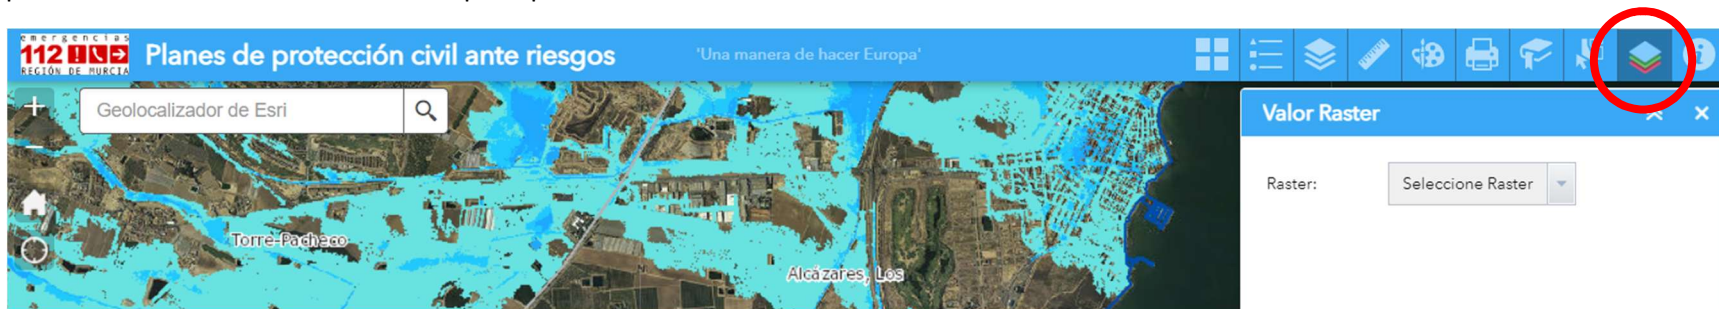 emergencias
112
REGIÓN DE MURCIA
Planes de protección civil ante riesgos
'Una manera de hacer Europa'
Geolocalizador de Esri
Valor Raster
Raster:
Seleccione Raster
Torre-Pacheco
Alcázares, Los